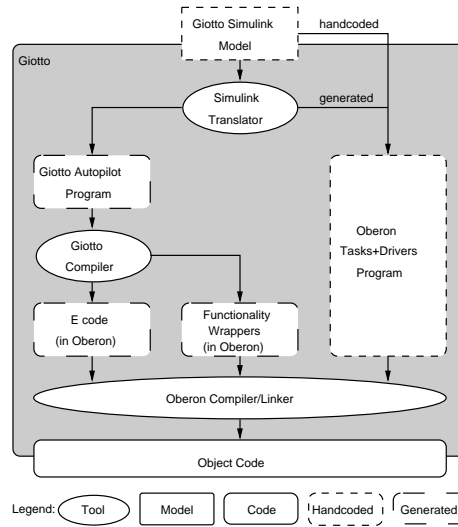 Giotto Simulink
Model
handcoded
Giotto
Simulink
Translator
generated
Giotto Autopilot
Program
Giotto
Compiler
Oberon
Tasks+Drivers
Program
E code
(in Oberon)
Functionality
Wrappers
(in Oberon)
Oberon Compiler/Linker
Object Code
Legend:
Tool
Model
Code
Handcoded
Generated